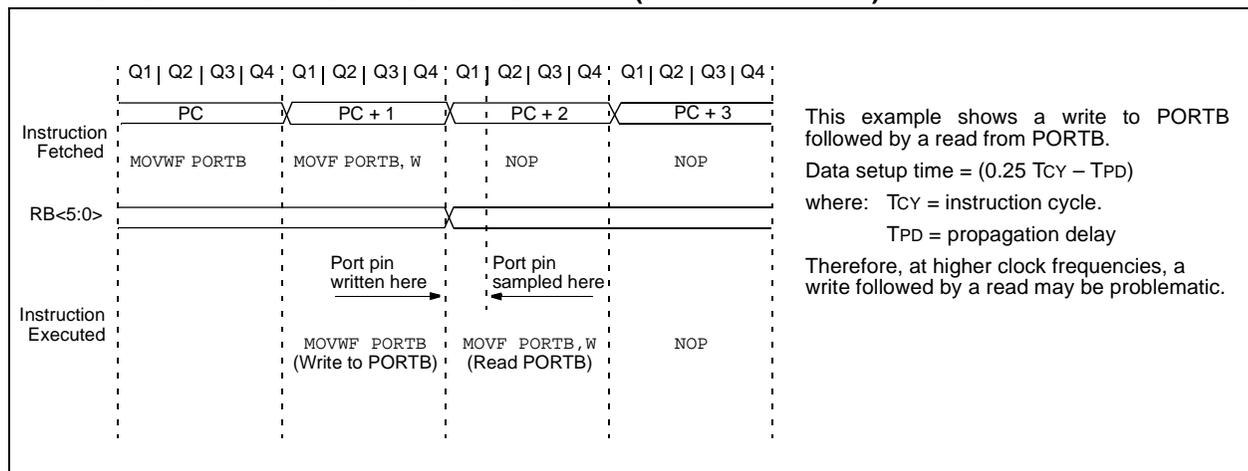 Q1 | Q2 | Q3 | Q4 Q1 | Q2 | Q3 | Q4 Q1 | Q2 | Q3 | Q4 Q1 | Q2 | Q3 | Q4
PC PC + 1 PC + 2 PC + 3
Instruction
Fetched
MOVWF PORTB MOVF PORTB, W NOP NOP
RB<5:0>
Port pin
written here
Port pin
sampled here
Instruction
Executed
MOVWF PORTB
(Write to PORTB)
MOVF PORTB,W
(Read PORTB)
NOP
This example shows a write to PORTB
followed by a read from PORTB.
Data setup time = (0.25 TCY – TPD)
where: TCY = instruction cycle.
TPD = propagation delay
Therefore, at higher clock frequencies, a
write followed by a read may be problematic.